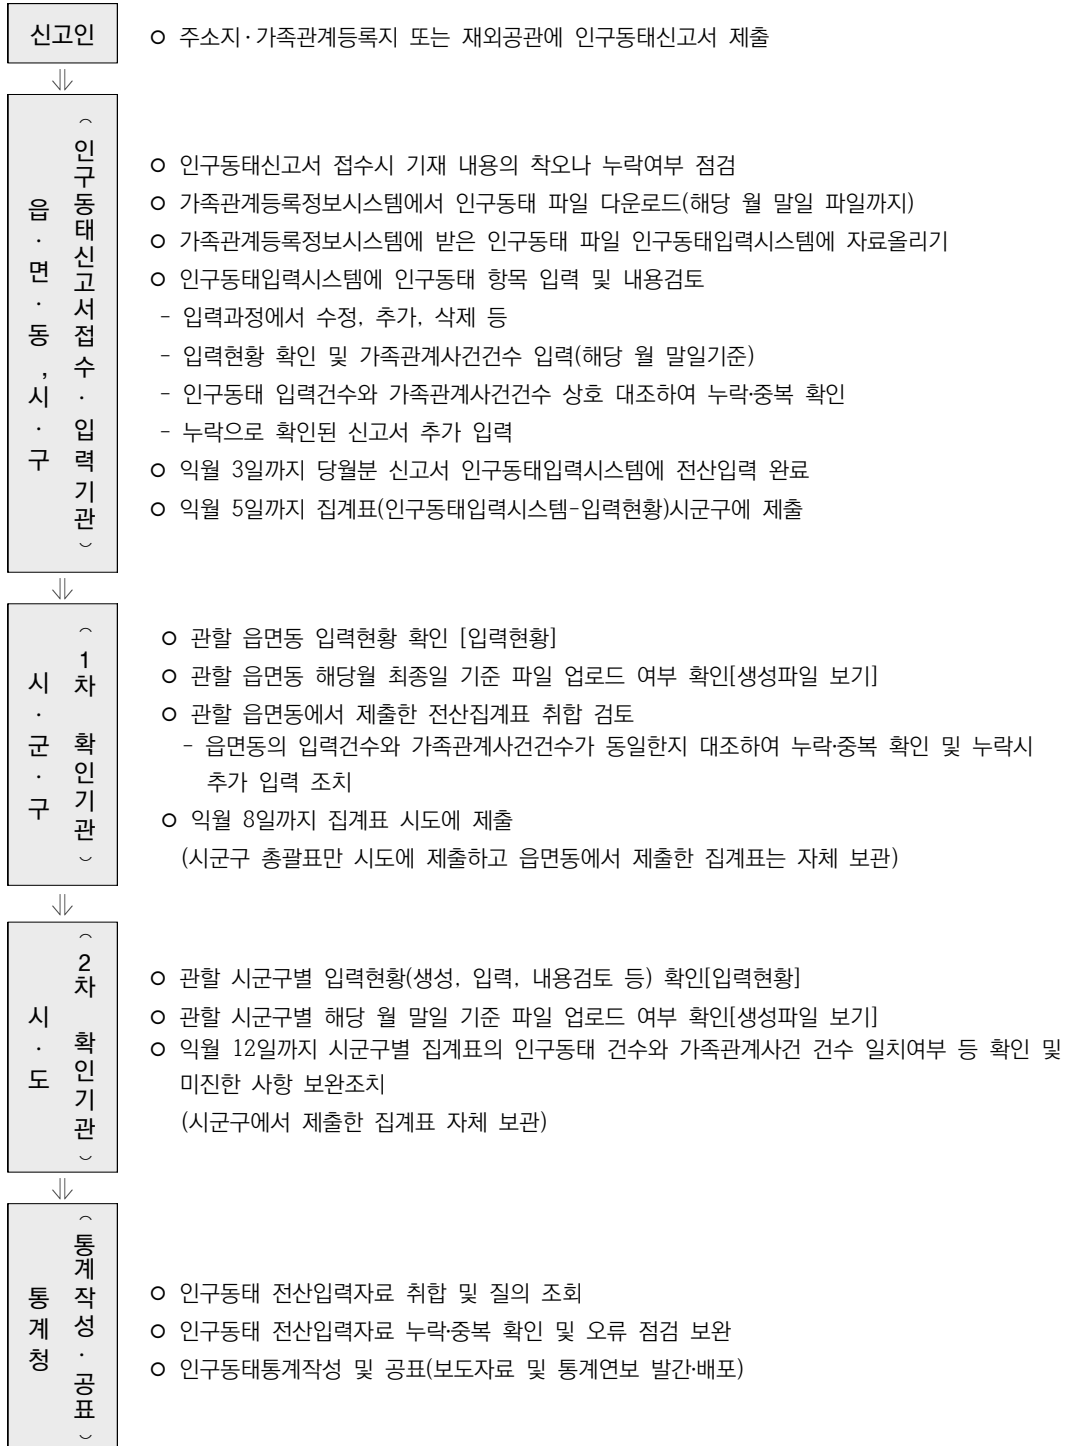 신고인
ㅇ 주소지·가족관계등록지 또는 재외공관에 인구동태신고서 제출
⇓
읍·면·동,시·구
(인구동태신고서접수·입력기관)
ㅇ 인구동태신고서 접수시 기재 내용의 착오나 누락여부 점검
ㅇ 가족관계등록정보시스템에서 인구동태 파일 다운로드(해당 월 말일 파일까지)
ㅇ 가족관계등록정보시스템에 받은 인구동태 파일 인구동태입력시스템에 자료올리기
ㅇ 인구동태입력시스템에 인구동태 항목 입력 및 내용검토
- 입력과정에서 수정, 추가, 삭제 등
- 입력현황 확인 및 가족관계사건건수 입력(해당 월 말일기준)
- 인구동태 입력건수와 가족관계사건건수 상호 대조하여 누락·중복 확인
- 누락으로 확인된 신고서 추가 입력
ㅇ 익월 3일까지 당월분 신고서 인구동태입력시스템에 전산입력 완료
ㅇ 익월 5일까지 집계표(인구동태입력시스템-입력현황)시군구에 제출
⇓
시·군·구
(1차 확인기관)
ㅇ 관할 읍면동 입력현황 확인 [입력현황]
ㅇ 관할 읍면동 해당월 최종일 기준 파일 업로드 여부 확인[생성파일 보기]
ㅇ 관할 읍면동에서 제출한 전산집계표 취합 검토
- 읍면동의 입력건수와 가족관계사건건수가 동일한지 대조하여 누락·중복 확인 및 누락시
추가 입력 조치
ㅇ 익월 8일까지 집계표 시도에 제출
(시군구 총괄표만 시도에 제출하고 읍면동에서 제출한 집계표는 자체 보관)
⇓
시·도
(2차 확인기관)
ㅇ 관할 시군구별 입력현황(생성, 입력, 내용검토 등) 확인[입력현황]
ㅇ 관할 시군구별 해당 월 말일 기준 파일 업로드 여부 확인[생성파일 보기]
ㅇ 익월 12일까지 시군구별 집계표의 인구동태 건수와 가족관계사건 건수 일치여부 등 확인 및
미진한 사항 보완조치
(시군구에서 제출한 집계표 자체 보관)
⇓
통계청
(통계작성·공표)
ㅇ 인구동태 전산입력자료 취합 및 질의 조회
ㅇ 인구동태 전산입력자료 누락·중복 확인 및 오류 점검 보완
ㅇ 인구동태통계작성 및 공표(보도자료 및 통계연보 발간·배포)